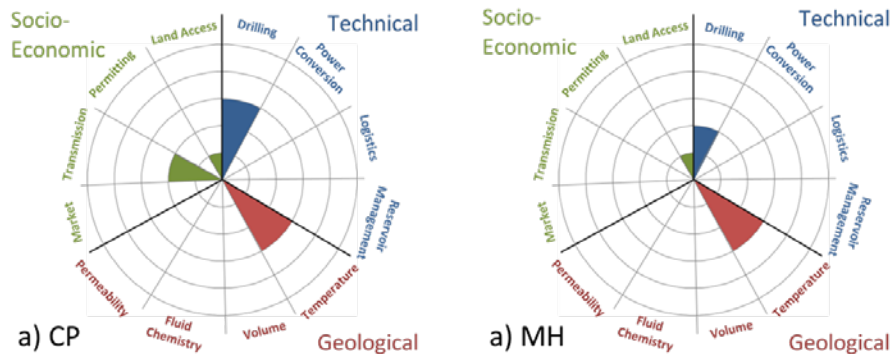 Socio-
Economic
Technical
Land Access
Drilling
Permitting
Power
Conversion
Transmission
Logistics
Market
Reservoir
Management
Permeability
Temperature
Fluid
Chemistry
Volume
a) CP
Geological
Socio-
Economic
Technical
Land Access
Drilling
Permitting
Power
Conversion
Transmission
Logistics
Market
Reservoir
Management
Permeability
Temperature
Fluid
Chemistry
Volume
a) MH
Geological